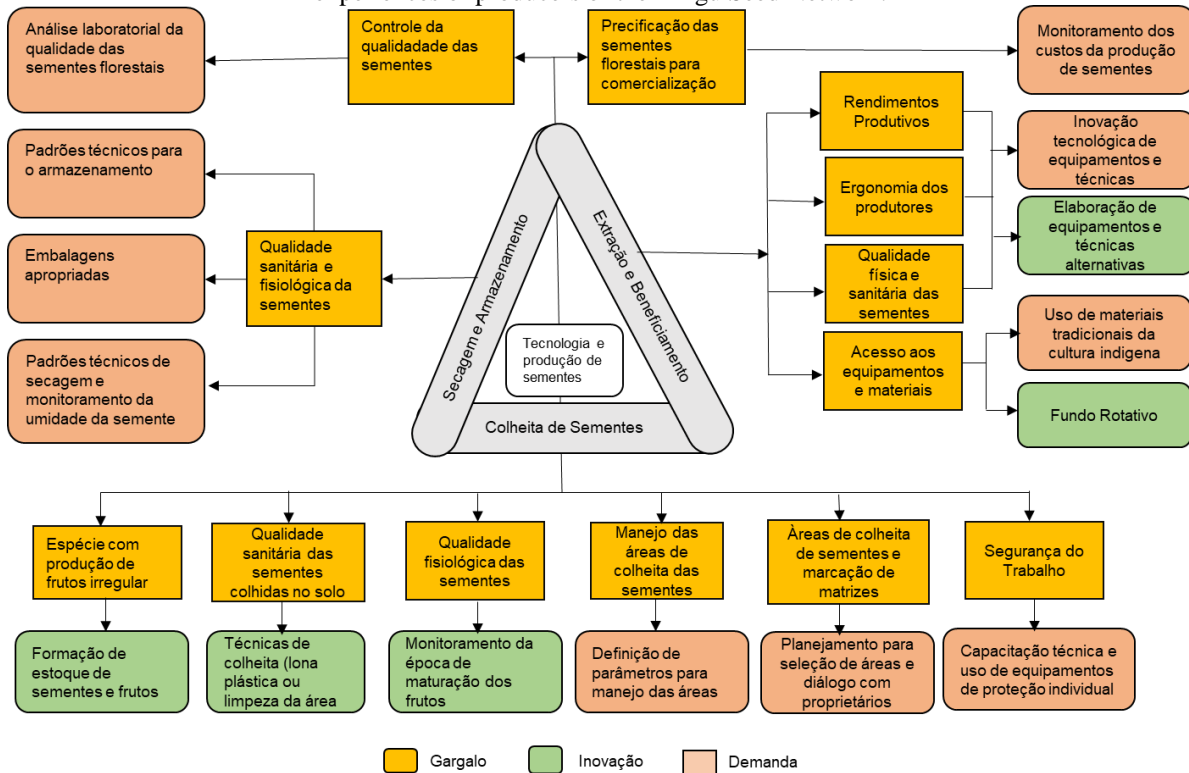 experiences of producers of the Xingu Seed Network.
Análise laboratorial da
qualidade das
sementes florestais
Controle da
qualidadade das
sementes
Precificação das
sementes
florestais para
comercialização
Monitoramento dos
custos da produção
de sementes
Padrões técnicos para
o armazenamento
Embalagens
apropriadas
Padrões técnicos de
secagem e
monitoramento da
umidade da semente
Qualidade
sanitária e
fisiológica da
sementes
Secagem e Armazenamento
Extração e Beneficiamento
Tecnologia e
produção de
sementes
Colheita de Sementes
Rendimentos
Produtivos
Ergonomia dos
produtores
Qualidade
física e
sanitária das
sementes
Acesso aos
equipamentos
e materiais
Inovação
tecnológica de
equipamentos e
técnicas
Elaboração de
equipamentos e
técnicas
alternativas
Uso de materiais
tradicionais da
cultura indigena
Fundo Rotativo
Espécie com
produção de
frutos irregular
Qualidade
sanitária das
sementes
colhidas no solo
Qualidade
fisiológica das
sementes
Manejo das
áreas de
colheita das
sementes
Àreas de colheita
de sementes e
marcação de
matrizes
Segurança do
Trabalho
Formação de
estoque de
sementes e frutos
Técnicas de
colheita (lona
plástica ou
limpeza da área
Monitoramento da
época de
maturação dos
frutos
Definição de
parâmetros para
manejo das áreas
Planejamento para
seleção de áreas e
diálogo com
proprietários
Capacitação técnica e
uso de equipamentos
de proteção individual
Gargalo
Inovação
Demanda